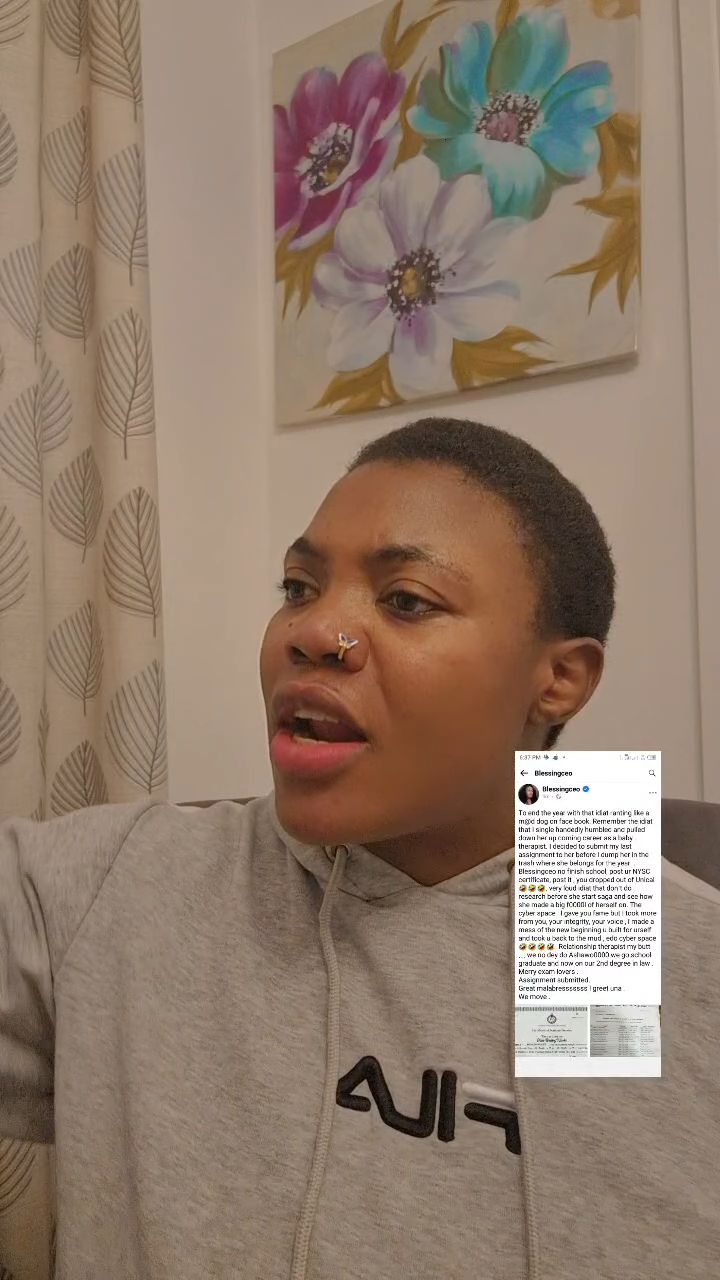 FILA
6:37 PM
Blessingceo
Blessingceo
To end the year with that idiat ranting like a
m@d dog on face book. Remember the idiat
that I single handedly humbled and pulled
down her up coming career as a baby
therapist. I decided to submit my last
assignment to her before I dump her in the
trash where she belongs for the year .
Blessingceo no finish school, post ur NYSC
certificate, post it , you dropped out of Unical
🤣🤣🤣. very loud idiat that don't do
research before she start saga and see how
she made a big f0000l of herself on. The
cyber space . I gave you fame but I took more
from you, your integrity, your voice , I made a
mess of the new beginning u built for urself
and took u back to the mud , edo cyber space
🤣🤣🤣🤣. Relationship therapist my butt
,,, we no dey do Ashawo0000 we go school
graduate and now on our 2nd degree in law .
Merry exam lovers .
Assignment submitted.
Great malabresssssss I greet una .
We move .